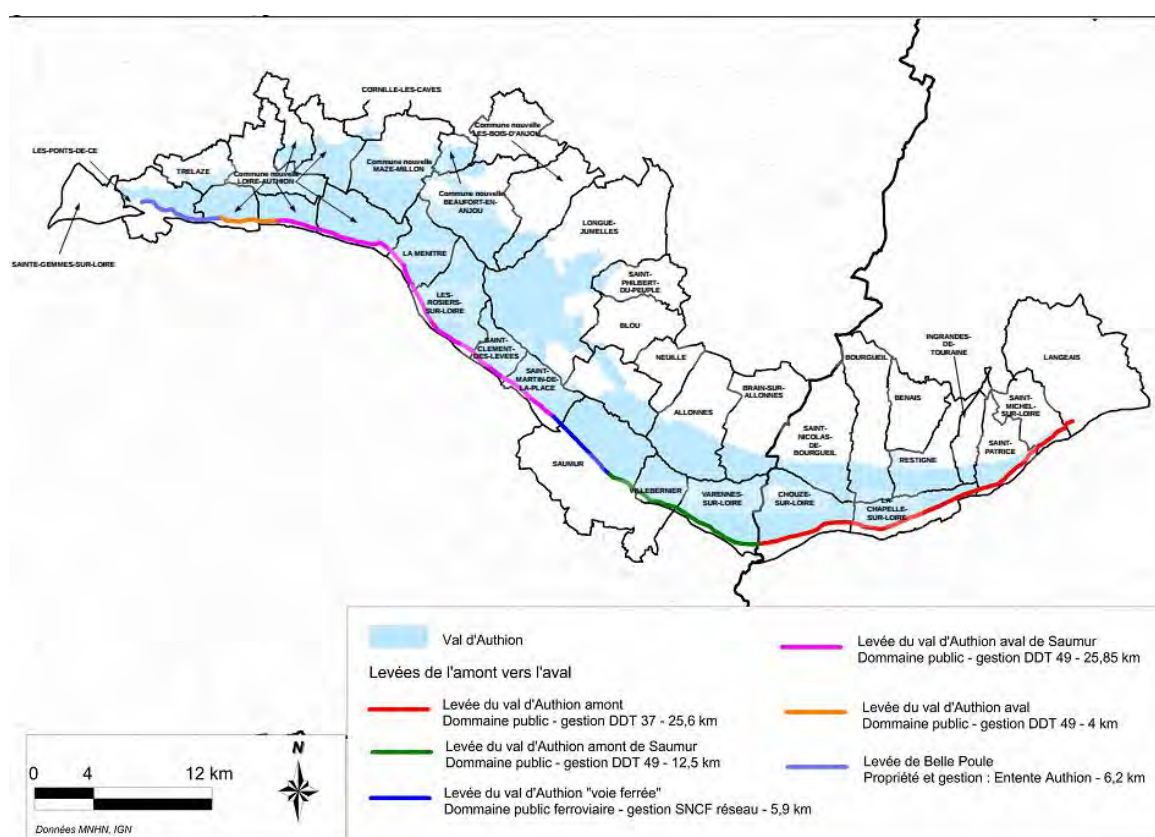 CORNILLE-LES-CAVES
Commune nouvelle
LES-BOIS-D'ANJOU
LES-PONTS-DE-CE
TRELAZE
Commune nouvelle
LOIRE-AUTHION
Commune nouvelle
MAZE-MILLON
Commune nouvelle
BEAUFORT-EN-
ANJOU
SAINTE-GEMMES-SUR-LOIRE
LONGUE-
JUMELLES
LA MENITRE
LES-
ROSIERS-
SUR-LOIRE
SAINT-
PHILBERT-
DU-PEUPLE
BLOU
SAINT-
CLEMENT-
DES-LEVEES
SAINT-
MARTIN-DE-
LA-PLACE
NEUILLE
ALLONNES
BRAIN-SUR-
ALLONNES
BOURGUEIL
INGRANDES-
DE-
TOURAINE
LANGEAIS
BENAIS
SAINT-
MICHEL-
SUR-LOIRE
SAINT-
NICOLAS-
DE-
BOURGUEIL
SAINT-
PATRICE
RESTIGNE
SAUMUR
VILLEBERNIER
VARENNES-
SUR-LOIRE
CHOUZE-SUR-
LOIRE
LA-
CHAPELLE-
SUR-LOIRE
Val d'Authion
Levées de l'amont vers l'aval
Levée du val d'Authion amont
Dommaine public - gestion DDT 37 - 25,6 km
Levée du val d'Authion amont de Saumur
Dommaine public - gestion DDT 49 - 12,5 km
Levée du val d'Authion "voie ferrée"
Dommaine public ferroviaire - gestion SNCF réseau - 5,9 km
Levée du val d'Authion aval de Saumur
Dommaine public - gestion DDT 49 - 25,85 km
Levée du val d'Authion aval
Dommaine public - gestion DDT 49 - 4 km
Levée de Belle Poule
Propriété et gestion : Entente Authion - 6,2 km
N
0 4 12 km
Données MNHN, IGN